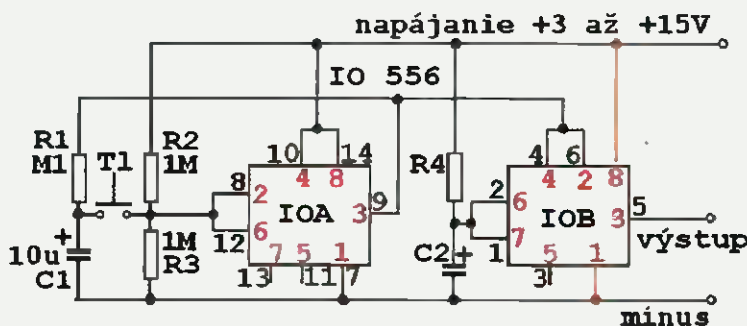 napájanie +3 až +15V
IO 556
R1
M1
T1
R2
1M
10
14
4
8
8
2
12
6
IOA
3
9
7
5
1
13
11
7
1M
R3
+
10u
C1
R4
C2
+
4
6
4
2
8
2
6
1
7
IOB
3
5
5
1
3
výstup
mínus